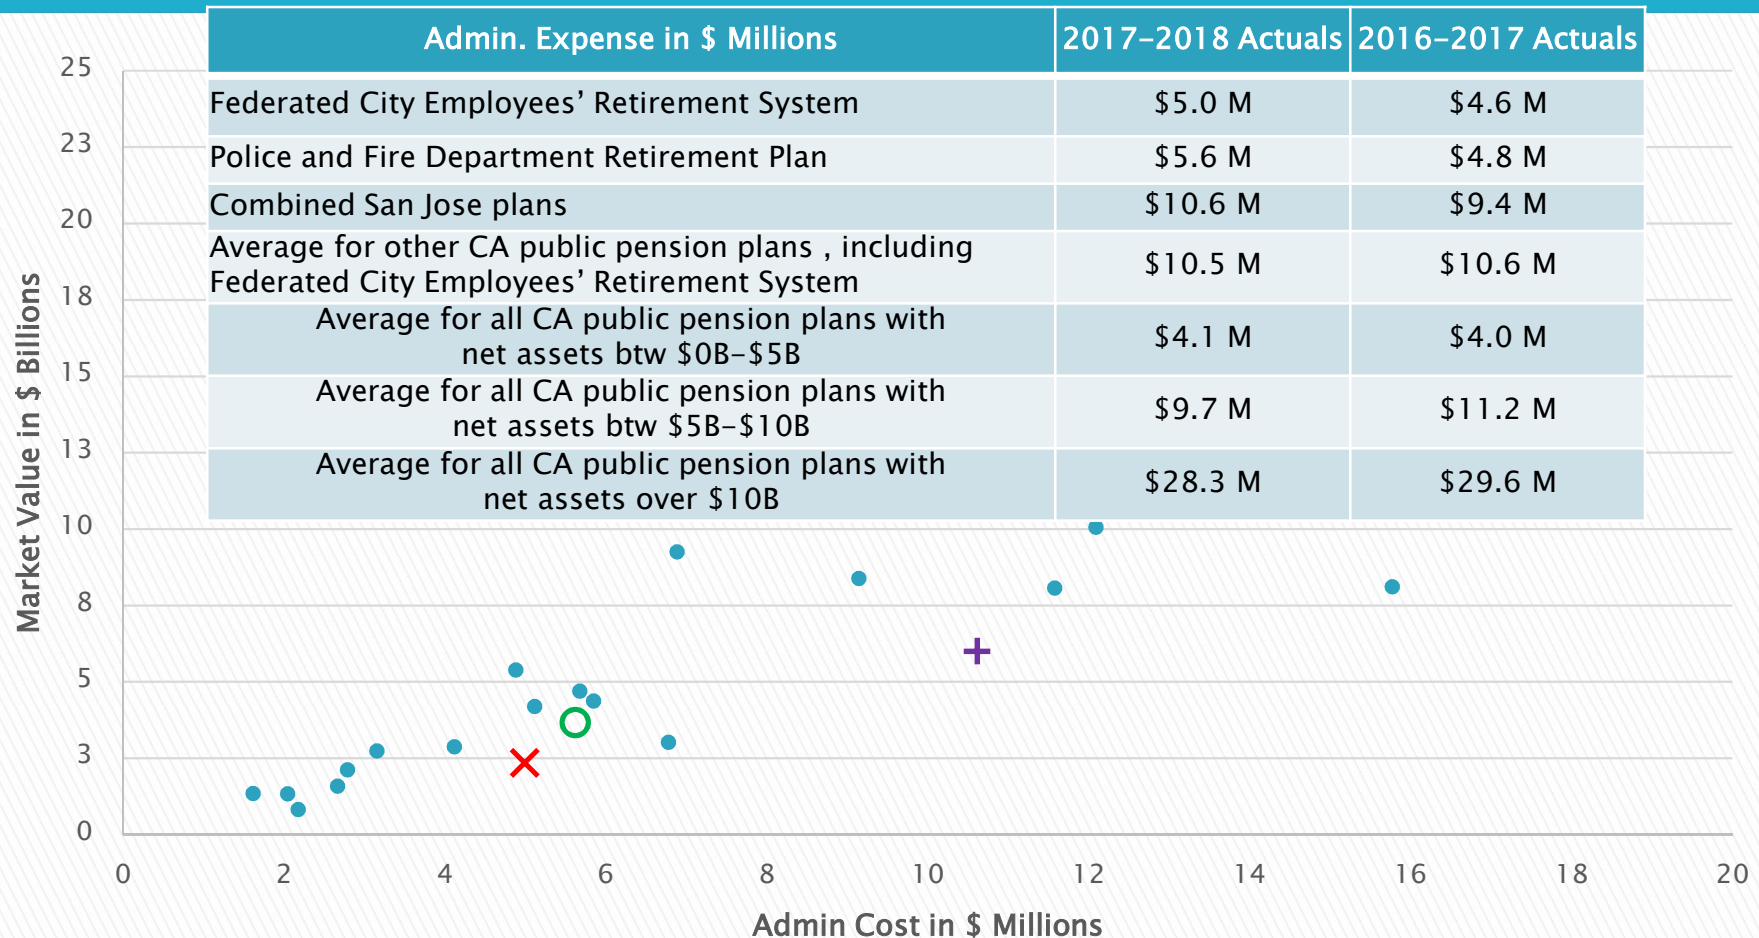 Admin. Expense in $ Millions 2017-2018 Actuals 2016-2017 Actuals
Federated City Employees’ Retirement System $5.0 M $4.6 M
Police and Fire Department Retirement Plan $5.6 M $4.8 M
Combined San Jose plans $10.6 M $9.4 M
Average for other CA public pension plans , including
Federated City Employees’ Retirement System $10.5 M $10.6 M
Average for all CA public pension plans with
net assets btw $0B-$5B $4.1 M $4.0 M
Average for all CA public pension plans with
net assets btw $5B-$10B $9.7 M $11.2 M
Average for all CA public pension plans with
net assets over $10B $28.3 M $29.6 M
Market Value in $ Billions
25
23
20
18
15
13
10
8
5
3
0
0 2 4 6 8 10 12 14 16 18 20
Admin Cost in $ Millions